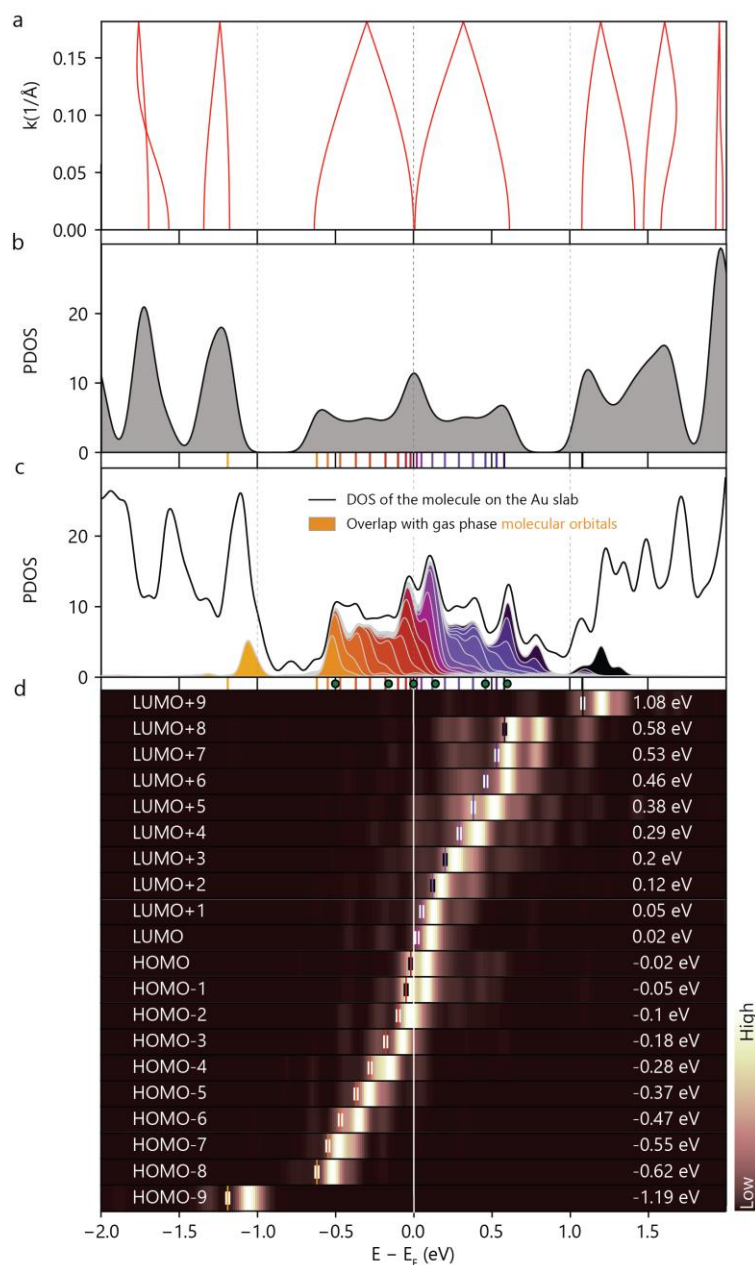 a
k(1/Å)
0.15
0.10
0.05
0.00
b
PDOS
20
10
0
c
PDOS
20
10
0
DOS of the molecule on the Au slab
Overlap with gas phase molecular orbitals
d
LUMO+9 1.08 eV
LUMO+8 0.58 eV
LUMO+7 0.53 eV
LUMO+6 0.46 eV
LUMO+5 0.38 eV
LUMO+4 0.29 eV
LUMO+3 0.2 eV
LUMO+2 0.12 eV
LUMO+1 0.05 eV
LUMO 0.02 eV
HOMO -0.02 eV
HOMO-1 -0.05 eV
HOMO-2 -0.1 eV
HOMO-3 -0.18 eV
HOMO-4 -0.28 eV
HOMO-5 -0.37 eV
HOMO-6 -0.47 eV
HOMO-7 -0.55 eV
HOMO-8 -0.62 eV
HOMO-9 -1.19 eV
High
Low
−2.0 −1.5 −1.0 −0.5 0.0 0.5 1.0 1.5
E − E_F (eV)